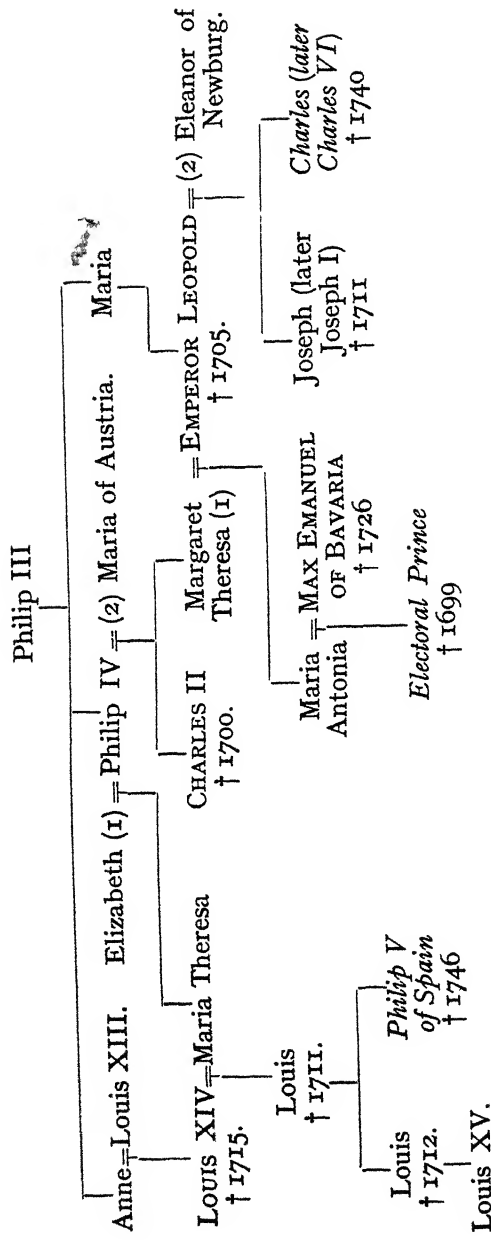 Philip III
Anne=Louis XIII. Elizabeth (1)=Philip IV=(2) Maria of Austria. Maria
Louis XIV=Maria Theresa
† 1715.
CHARLES II
† 1700.
Margaret
Theresa (1)
=EMPEROR LEOPOLD=(2) Eleanor of
Newburg.
† 1705.
Louis
† 1711.
Maria
Antonia
=MAX EMANUEL
OF BAVARIA
† 1726
Joseph (later
Joseph I)
† 1711
Charles (later
Charles VI)
† 1740
Louis
† 1712.
Philip V
of Spain
† 1746
Electoral Prince
† 1699
Louis XV.